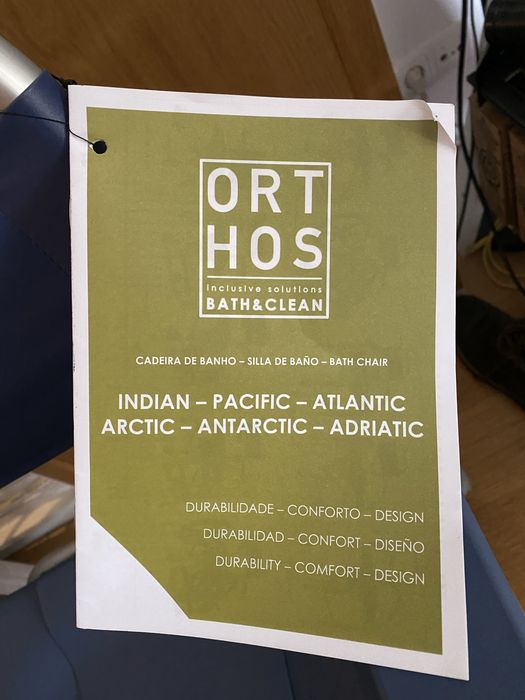 ORT
HOS
inclusive solutions
BATH&CLEAN
CADEIRA DE BANHO – SILLA DE BAÑO – BATH CHAIR
INDIAN – PACIFIC – ATLANTIC
ARCTIC – ANTARCTIC – ADRIATIC
DURABILIDADE – CONFORTO – DESIGN
DURABILIDAD – CONFORT – DISEÑO
DURABILITY – COMFORT – DESIGN